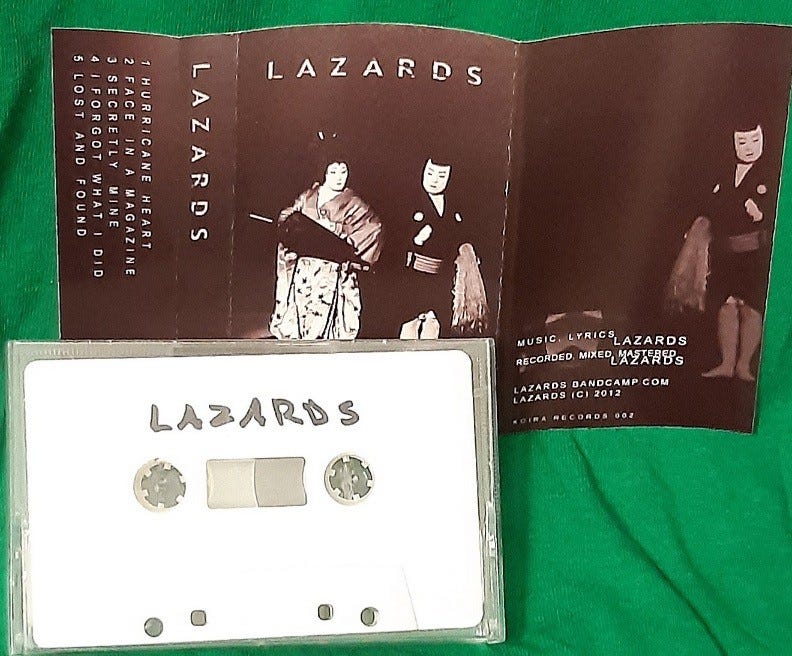 1 HURRICANE HEART
2 FACE IN A MAGAZINE
3 SECRETLY MINE
4 I FORGOT WHAT I DID
5 LOST AND FOUND
LAZARDS
LAZARDS
MUSIC, LYRICS LAZARDS
RECORDED, MIXED, MASTERED LAZARDS
LAZARDS BANDCAMP.COM
LAZARDS (C) 2012
KOIRA RECORDS 002
LAZARDS